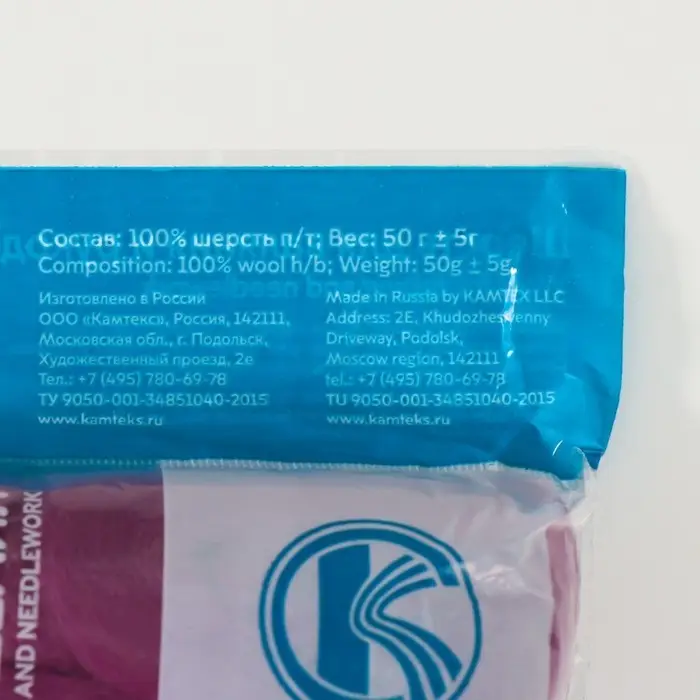 Состав: 100% шерсть п/т; Вес: 50 г ± 5г
Composition: 100% wool h/b; Weight: 50g ± 5g
Изготовлено в России
ООО «Камтекс», Россия, 142111,
Московская обл., г. Подольск,
Художественный проезд, 2е
Тел.: +7 (495) 780-69-78
ТУ 9050-001-34851040-2015
www.kamteks.ru
Made in Russia by KAMTEX LLC
Address: 2E, Khudozhestvenny
Driveway, Podolsk,
Moscow region, 142111
tel.: +7 (495) 780-69-78
TU 9050-001-34851040-2015
www.kamteks.ru
AND NEEDLEWORK
K